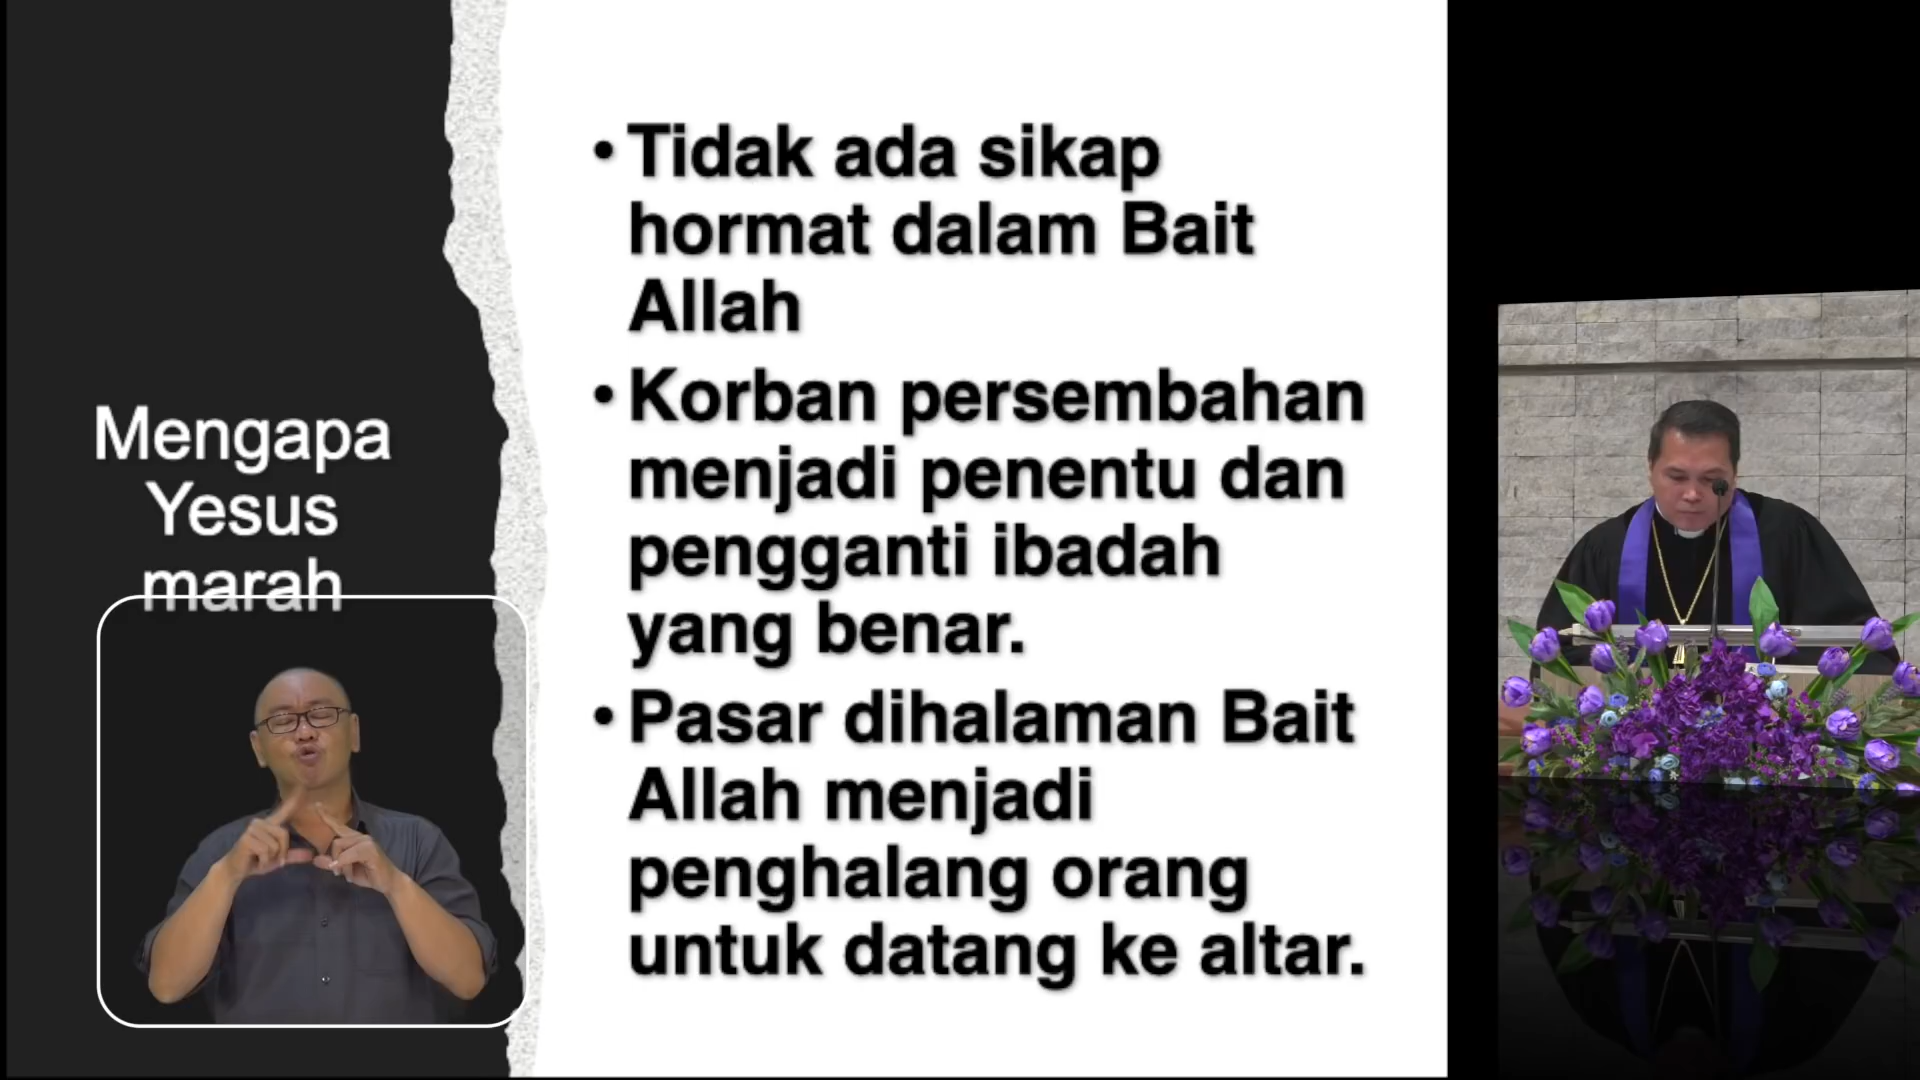 Mengapa
Yesus
marah
• Tidak ada sikap
hormat dalam Bait
Allah
• Korban persembahan
menjadi penentu dan
pengganti ibadah
yang benar.
• Pasar dihalaman Bait
Allah menjadi
penghalang orang
untuk datang ke altar.